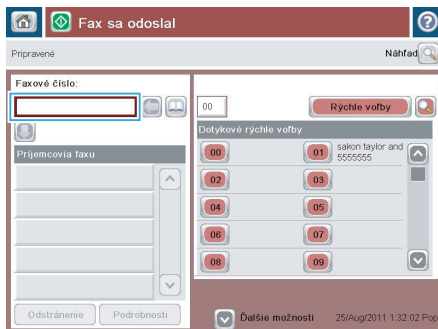 Fax sa odoslal
Pripravené
Náhľad
Faxové číslo:
00
Rýchle voľby
Dotykové rýchle voľby
Príjemcovia faxu
00
01
sakon taylor and
5555555
02
03
04
05
06
07
08
09
Odstránenie
Podrobnosti
Ďalšie možnosti
25/Aug/2011 1:32:02 Pop